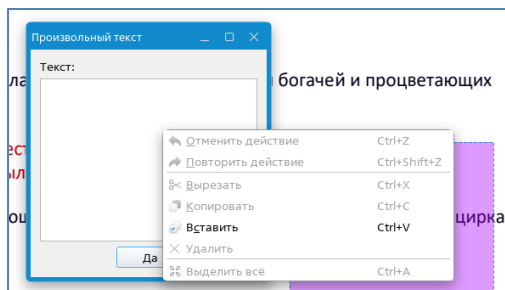 Произвольный текст
Текст:
богачей и процветающих
Отменить действие Ctrl+Z
Повторить действие Ctrl+Shift+Z
Вырезать Ctrl+X
Копировать Ctrl+C
Вставить Ctrl+V
Удалить
Выделить всё Ctrl+A
цирка
Да